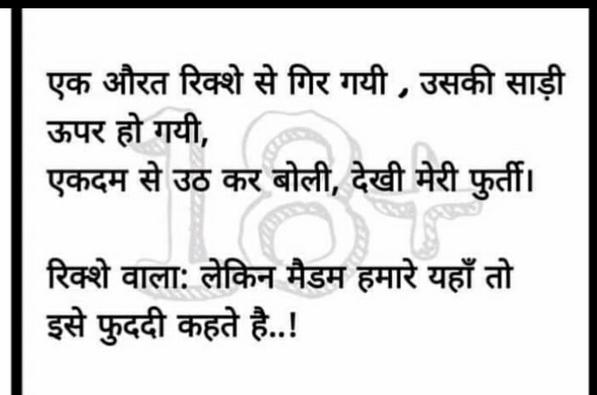 एक औरत रिक्शे से गिर गयी , उसकी साड़ी
ऊपर हो गयी,
एकदम से उठ कर बोली, देखी मेरी फुर्ती।
रिक्शे वाला: लेकिन मैडम हमारे यहाँ तो
इसे फुददी कहते है..!
18+